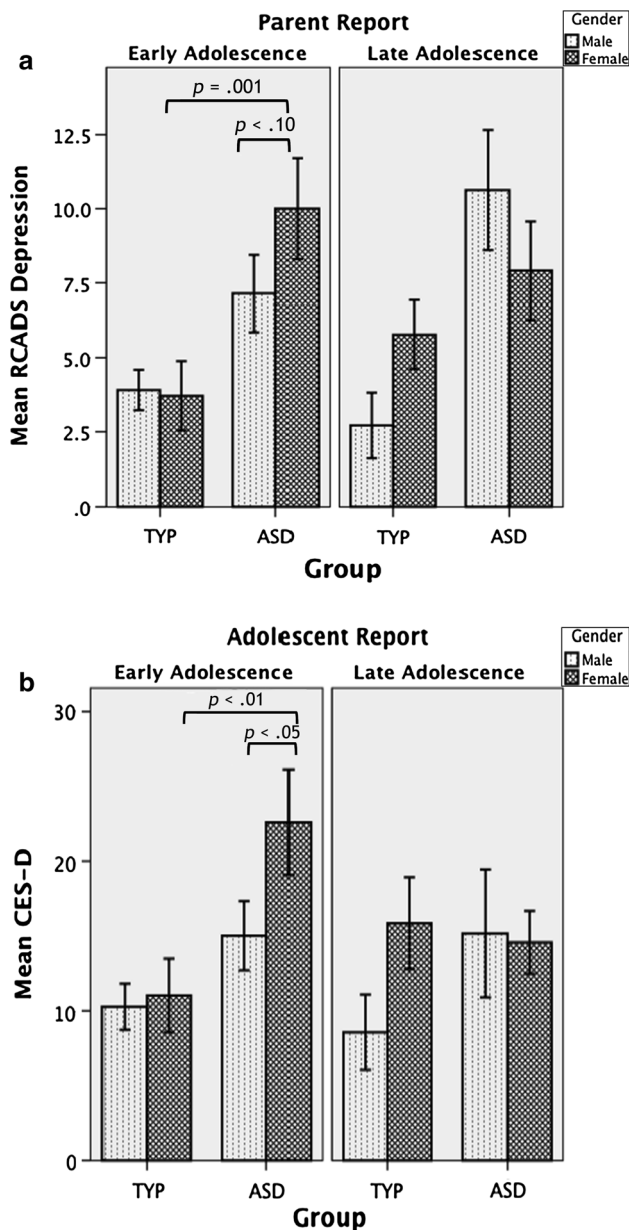 Parent Report
Gender
Male
Female
a
Early Adolescence
Late Adolescence
p = .001
p < .10
12.5
10.0
7.5
5.0
2.5
.0
Mean RCADS Depression
TYP
ASD
TYP
ASD
Group
Adolescent Report
Gender
Male
Female
b
Early Adolescence
Late Adolescence
p < .01
p < .05
30
20
10
0
Mean CES-D
TYP
ASD
TYP
ASD
Group